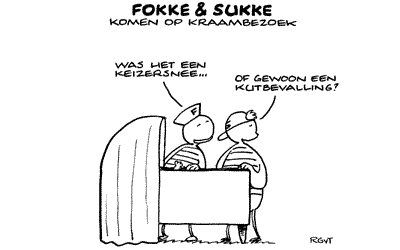 FOKKE & SUKKE
KOMEN OP KRAAMBEZOEK
WAS HET EEN
KEIZERSNEE...
OF GEWOON EEN
KUTBEVALLING?
F
RGVT